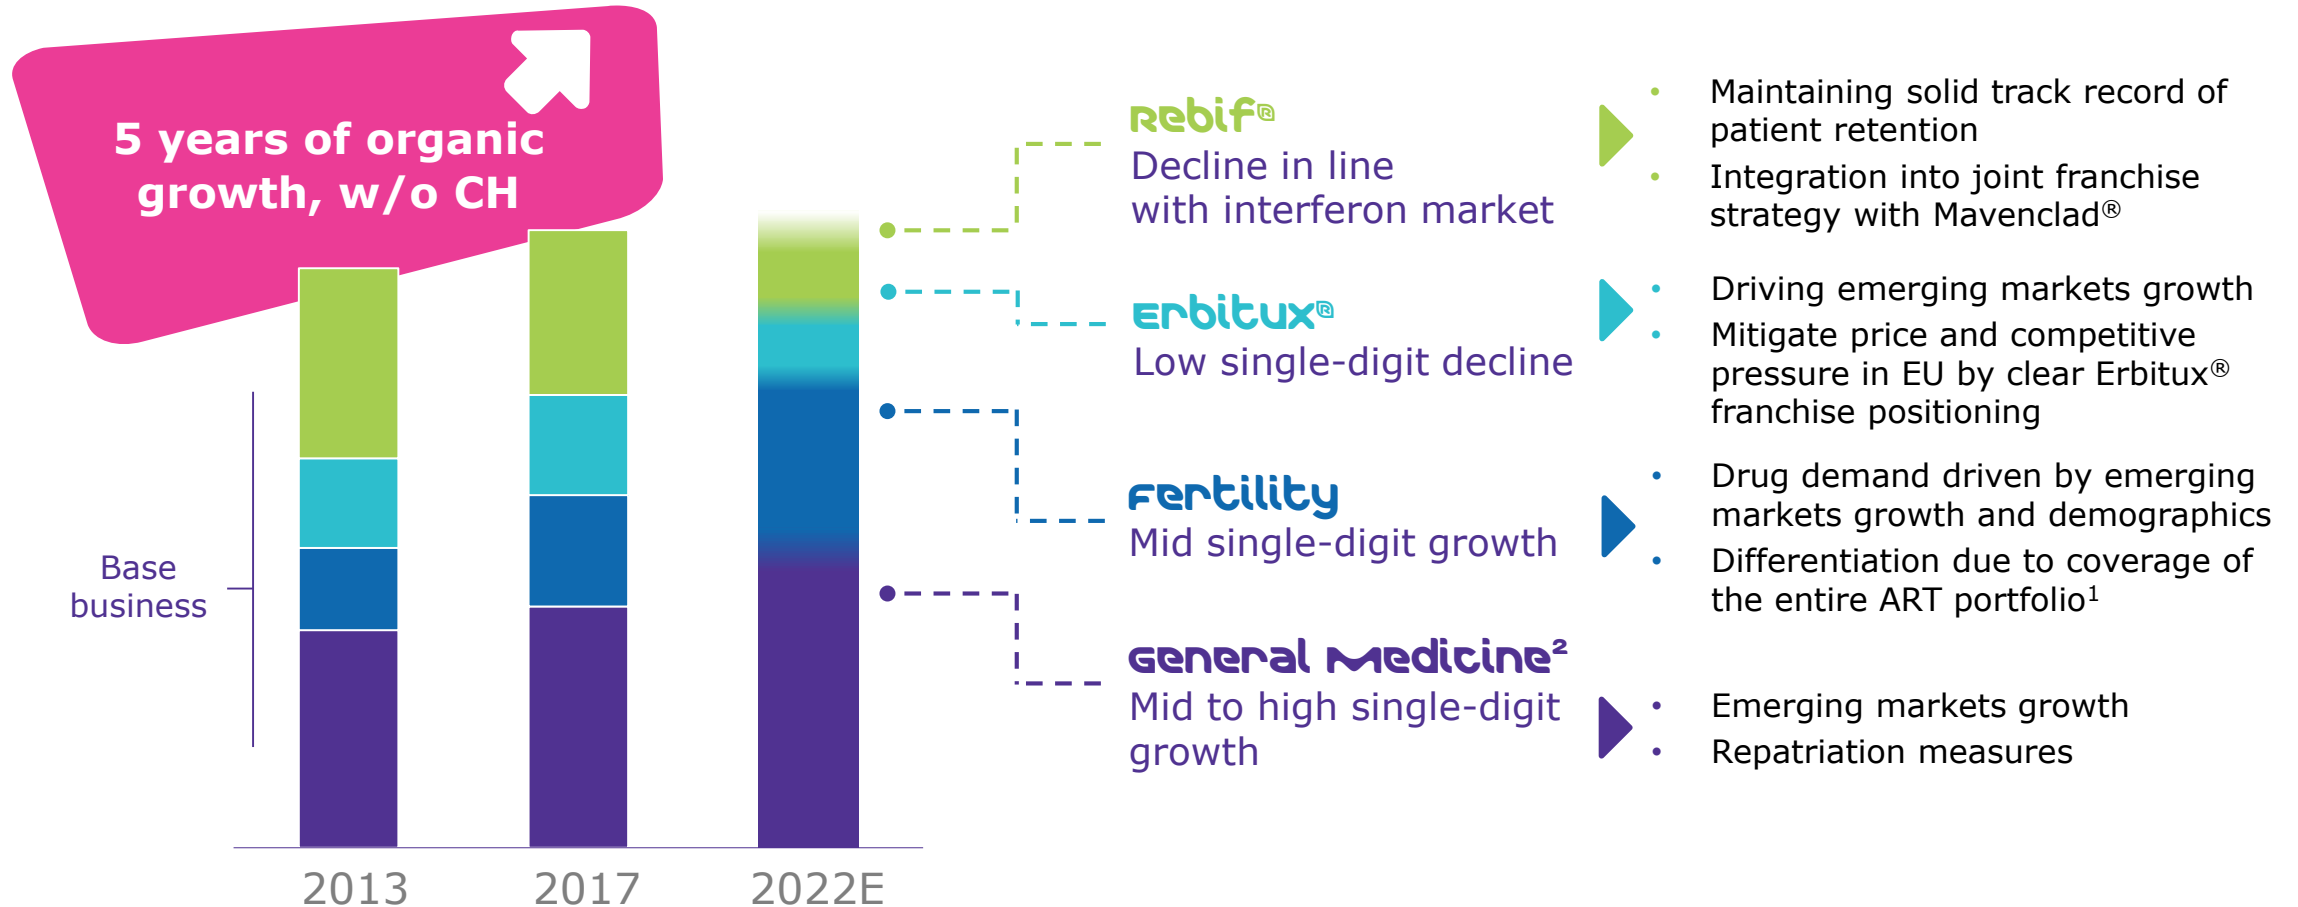 5 years of organic
growth, w/o CH
Base
business
2013
2017
2022E
Rebif®
Decline in line
with interferon market
• Maintaining solid track record of
patient retention
• Integration into joint franchise
strategy with Mavenclad®
Erbitux®
Low single-digit decline
• Driving emerging markets growth
• Mitigate price and competitive
pressure in EU by clear Erbitux®
franchise positioning
Fertility
Mid single-digit growth
• Drug demand driven by emerging
markets growth and demographics
• Differentiation due to coverage of
the entire ART portfolio¹
General Medicine²
Mid to high single-digit
growth
• Emerging markets growth
• Repatriation measures